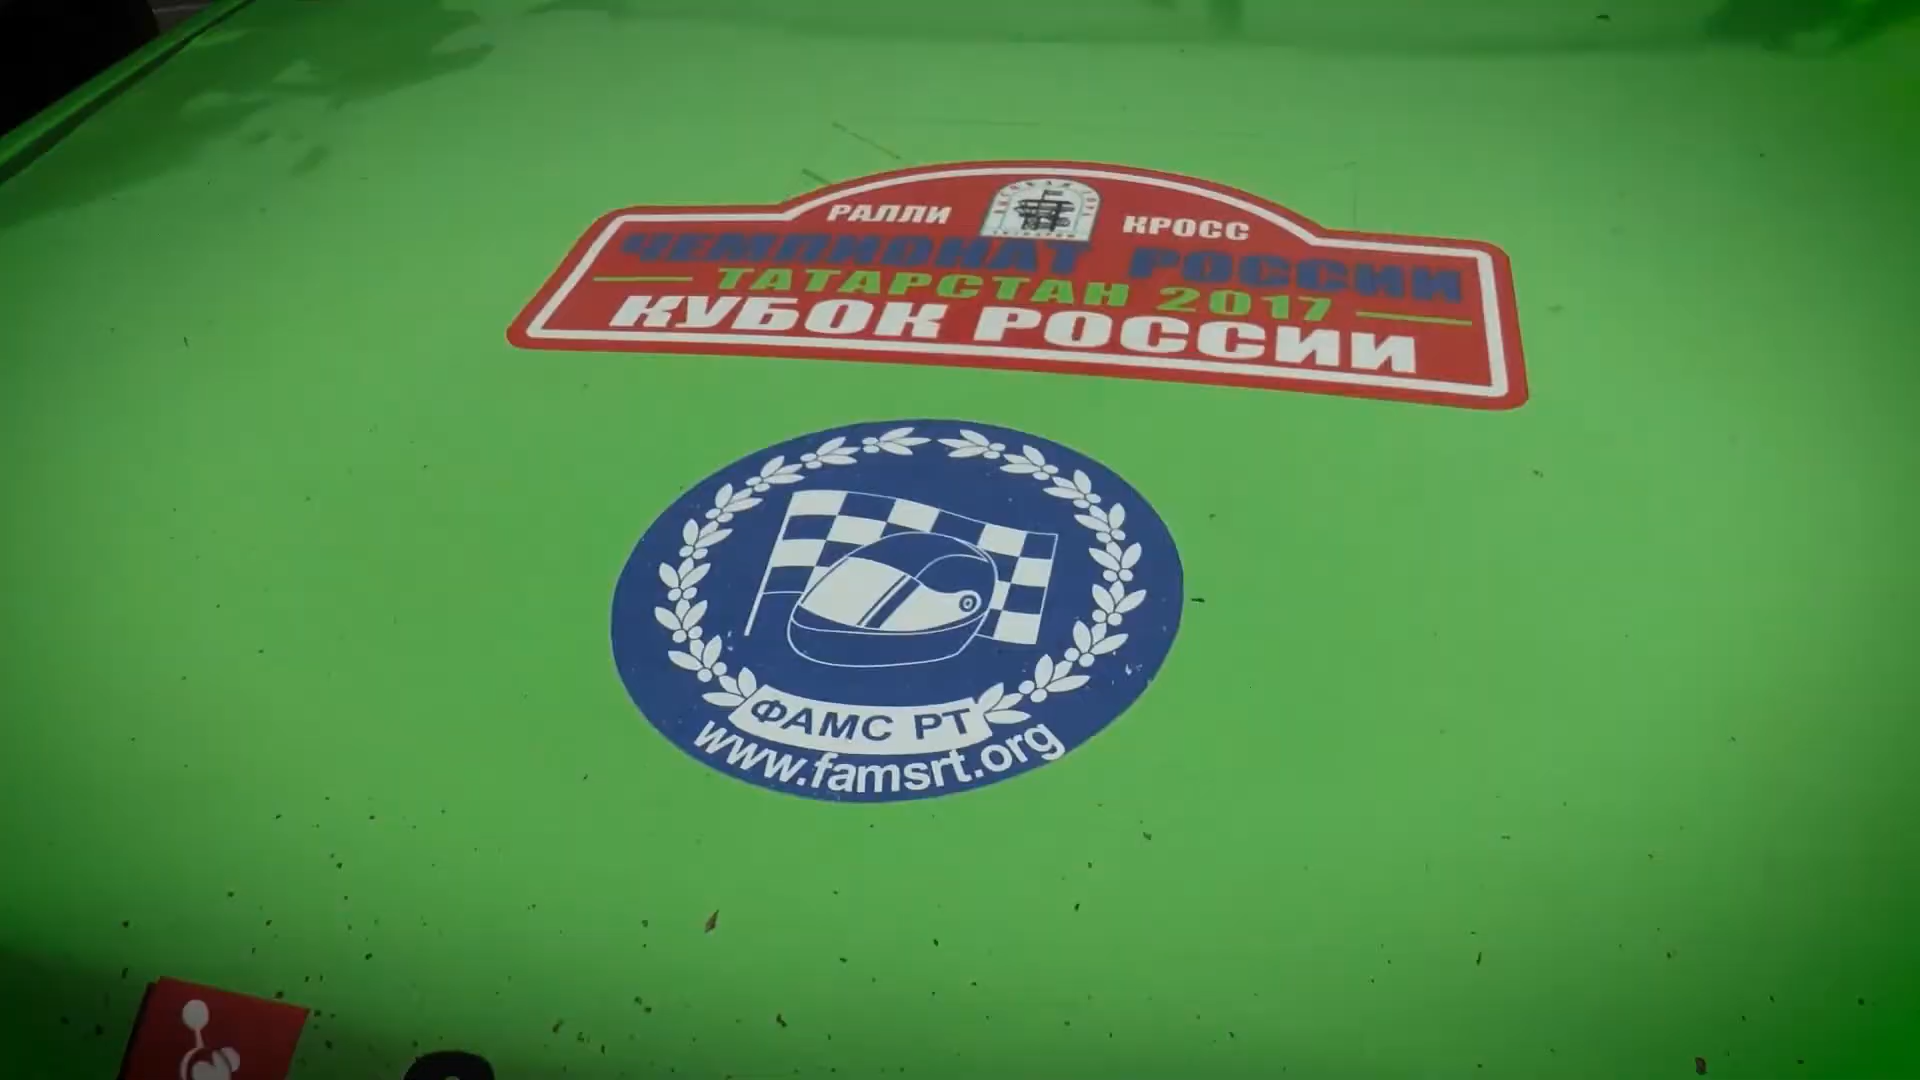 РАЛЛИ КРОСС
ЧЕМПИОНАТ РОССИИ
ТАТАРСТАН 2017
КУБОК РОССИИ
ФАМС РТ
www.famsrt.org